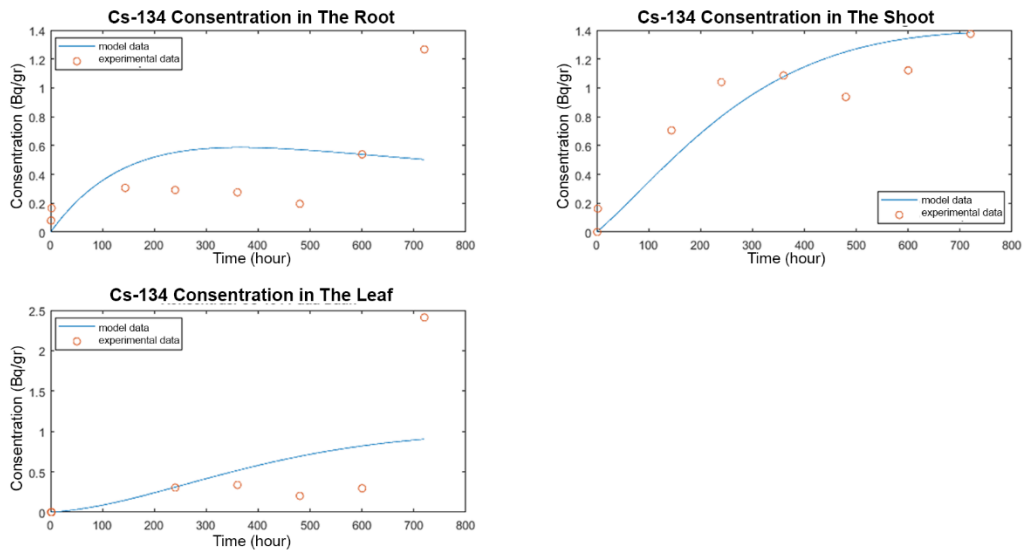 Cs-134 Consentration in The Root
Consentration (Bq/gr)
1.4
1.2
1
0.8
0.6
0.4
0.2
0
model data
experimental data
0 100 200 300 400 500 600 700 800
Time (hour)
Cs-134 Consentration in The Shoot
Consentration (Bq/gr)
1.4
1.2
1
0.8
0.6
0.4
0.2
0
model data
experimental data
0 100 200 300 400 500 600 700 800
Time (hour)
Cs-134 Consentration in The Leaf
Consentration (Bq/gr)
2.5
2
1.5
1
0.5
0
model data
experimental data
0 100 200 300 400 500 600 700 800
Time (hour)